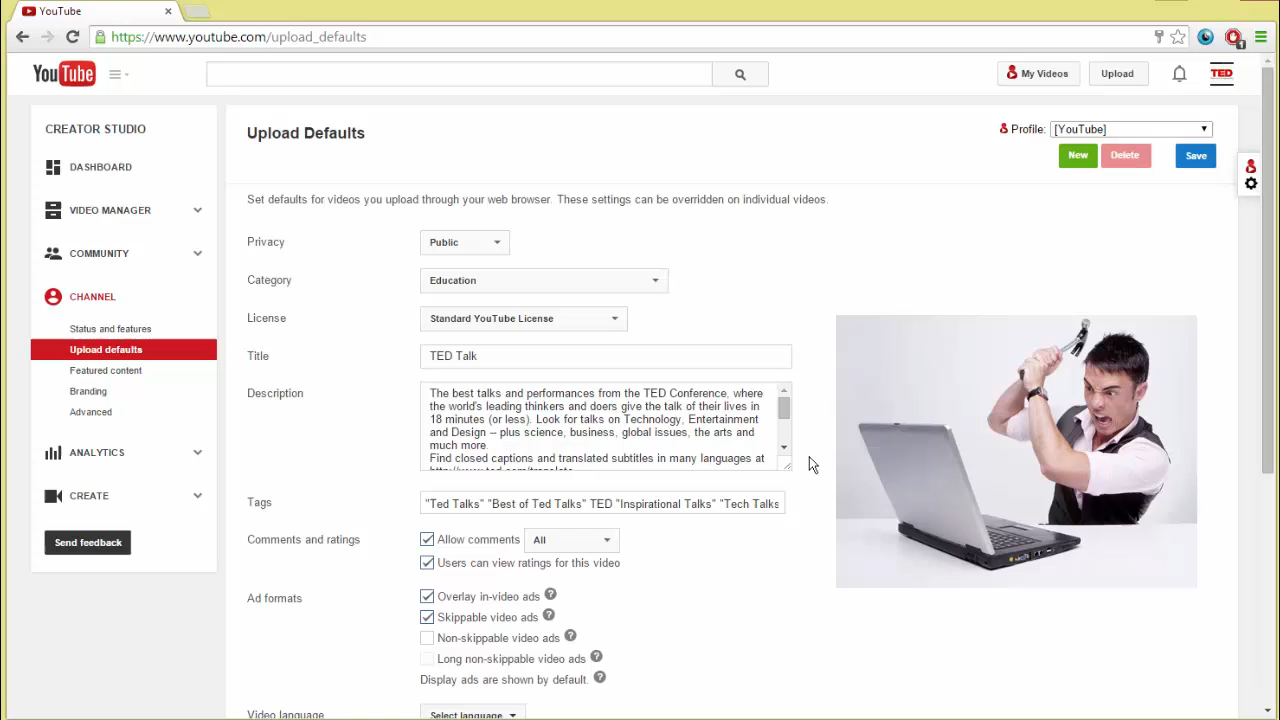 YouTube
https://www.youtube.com/upload_defaults
1
YouTube
My Videos
Upload
TED
CREATOR STUDIO
DASHBOARD
VIDEO MANAGER
COMMUNITY
CHANNEL
Status and features
Upload defaults
Featured content
Branding
Advanced
ANALYTICS
CREATE
Send feedback
Upload Defaults
Profile: [YouTube]
New Delete Save
Set defaults for videos you upload through your web browser. These settings can be overridden on individual videos.
Privacy Public
Category Education
License Standard YouTube License
Title TED Talk
Description
The best talks and performances from the TED Conference, where
the world's leading thinkers and doers give the talk of their lives in
18 minutes (or less). Look for talks on Technology, Entertainment
and Design -- plus science, business, global issues, the arts and
much more.
Find closed captions and translated subtitles in many languages at
http://www.ted.com/translate
Tags "Ted Talks" "Best of Ted Talks" TED "Inspirational Talks" "Tech Talks
Comments and ratings Allow comments All
Users can view ratings for this video
Ad formats Overlay in-video ads ?
Skippable video ads ?
Non-skippable video ads ?
Long non-skippable video ads ?
Display ads are shown by default. ?
Video language Select language